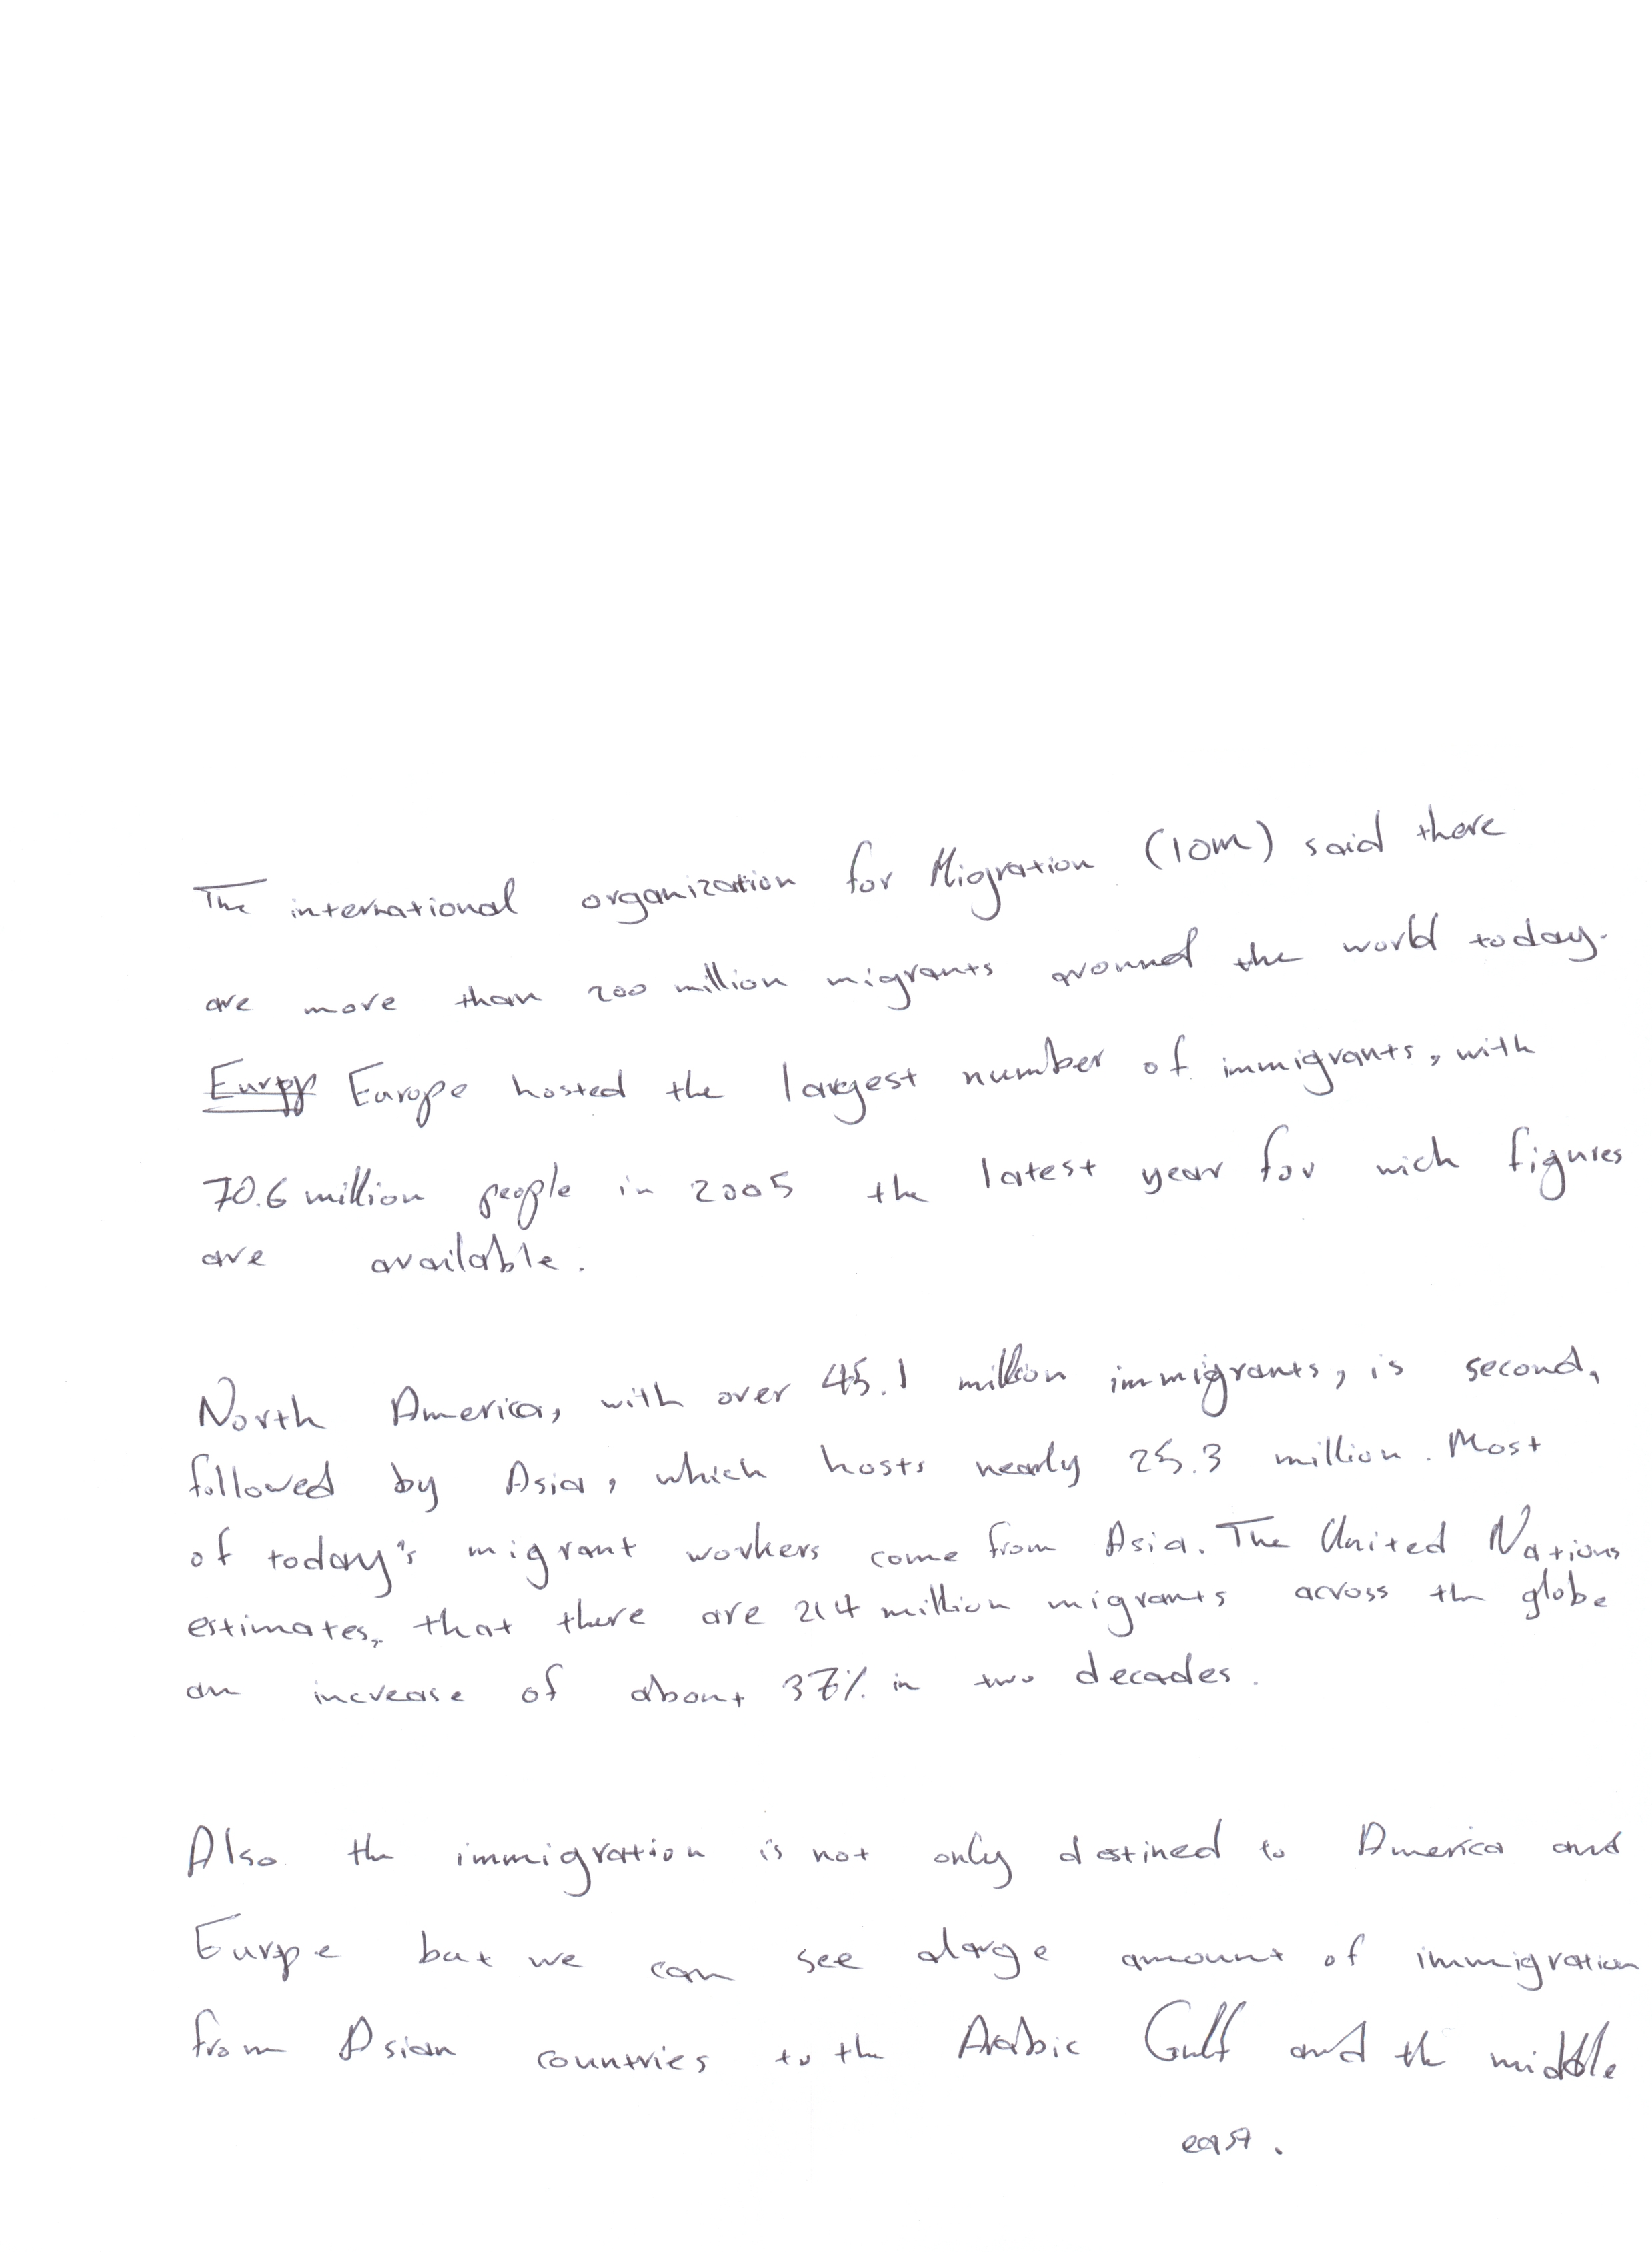 The international organization for Migration (IOM) said there
are more than 200 million migrants around the world today.
Europe hosted the largest number of immigrants, with
70.6 million people in 2005 the latest year for wich figures
are available.
North America, with over 45.1 million immigrants, is second,
followed by Asia, which hosts nearly 25.3 million. Most
of today's migrant workers come from Asia. The United Nations
estimates, that there are 214 million migrants across the globe
an increase of about 37% in two decades.
Also the immigration is not only destined to America and
Europe but we can see alarge amount of immigration
from Asian countries to the Arabic Gulf and the middle
east.